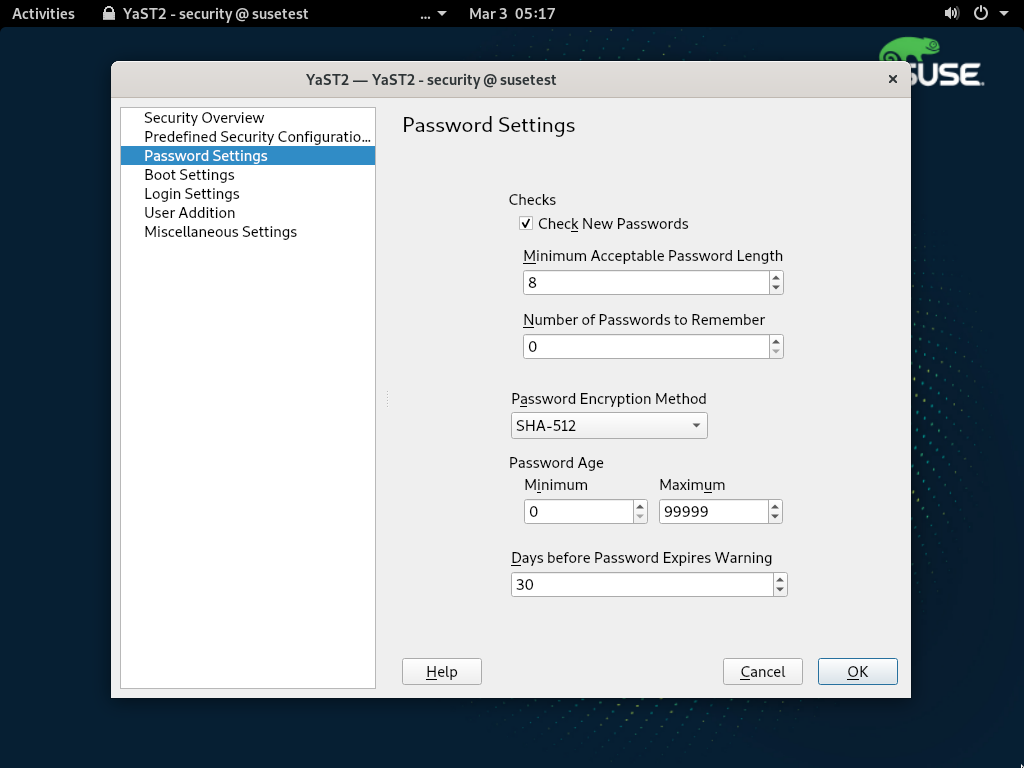 Activities
YaST2 - security @ susetest
...
Mar 3 05:17
SUSE
YaST2 — YaST2 - security @ susetest
Security Overview
Predefined Security Configuratio...
Password Settings
Boot Settings
Login Settings
User Addition
Miscellaneous Settings
Password Settings
Checks
Check New Passwords
Minimum Acceptable Password Length
8
Number of Passwords to Remember
0
Password Encryption Method
SHA-512
Password Age
Minimum
Maximum
0
99999
Days before Password Expires Warning
30
Help
Cancel
OK